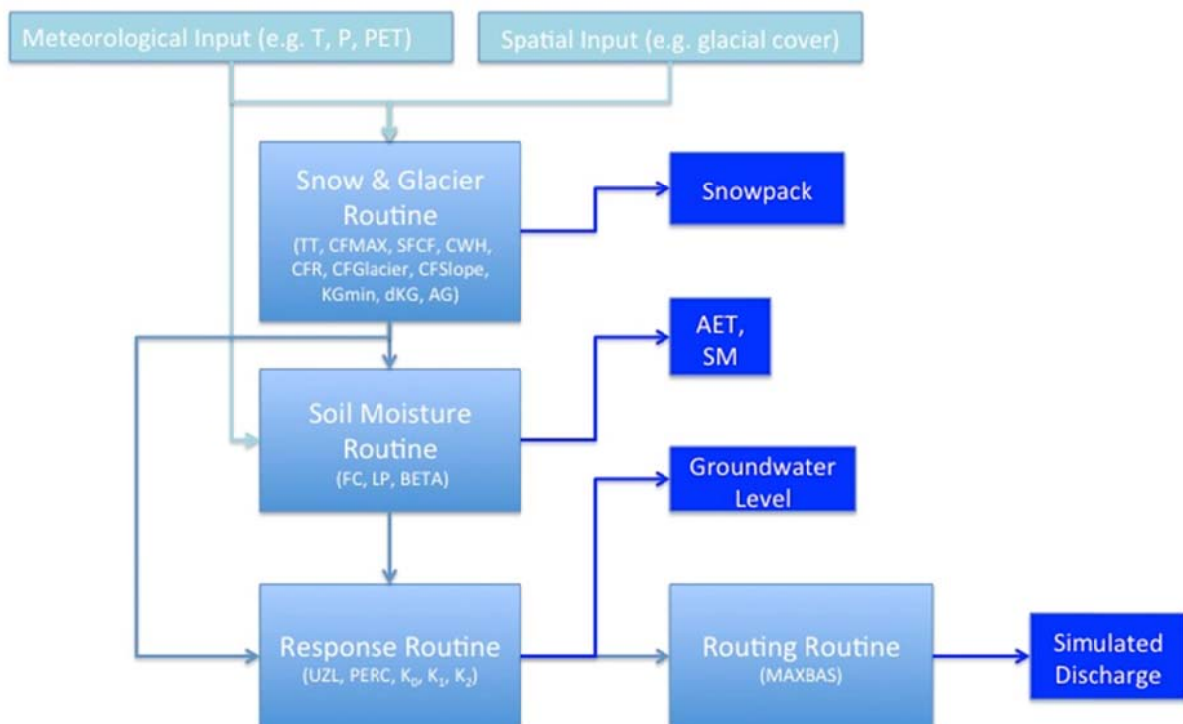 Meteorological Input (e.g. T, P, PET)
Spatial Input (e.g. glacial cover)
Snow & Glacier
Routine
(TT, CFMAX, SFCF, CWH,
CFR, CFGlacier, CFSlope,
KGmin, dKG, AG)
Snowpack
AET,
SM
Soil Moisture
Routine
(FC, LP, BETA)
Groundwater
Level
Response Routine
(UZL, PERC, K₀, K₁, K₂)
Routing Routine
(MAXBAS)
Simulated
Discharge